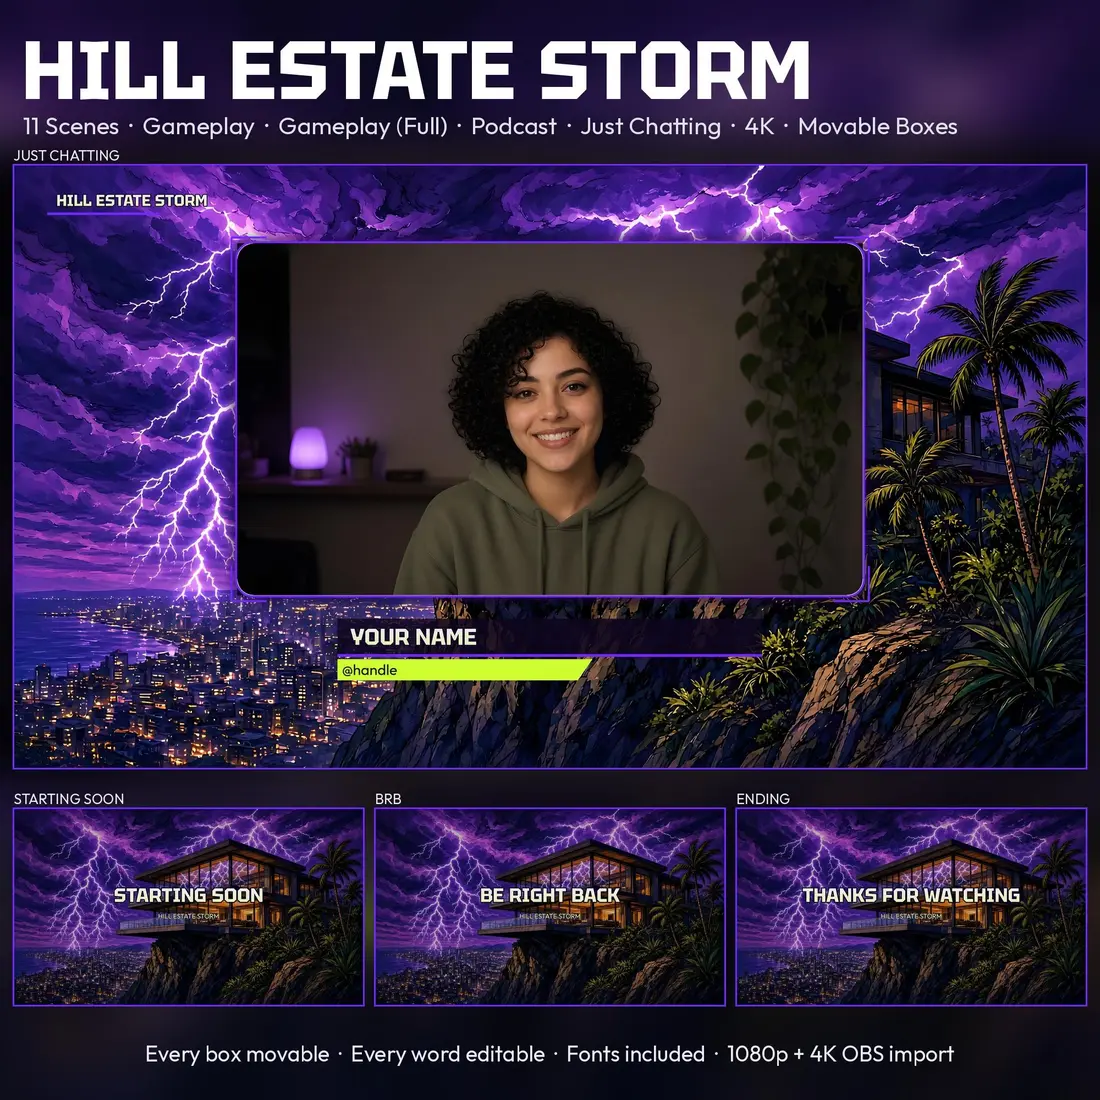 HILL ESTATE STORM
11 Scenes · Gameplay · Gameplay (Full) · Podcast · Just Chatting · 4K · Movable Boxes
JUST CHATTING
HILL ESTATE STORM
YOUR NAME
@handle
STARTING SOON
BRB
ENDING
STARTING SOON
HILL ESTATE STORM
BE RIGHT BACK
HILL ESTATE STORM
THANKS FOR WATCHING
HILL ESTATE STORM
Every box movable · Every word editable · Fonts included · 1080p + 4K OBS import